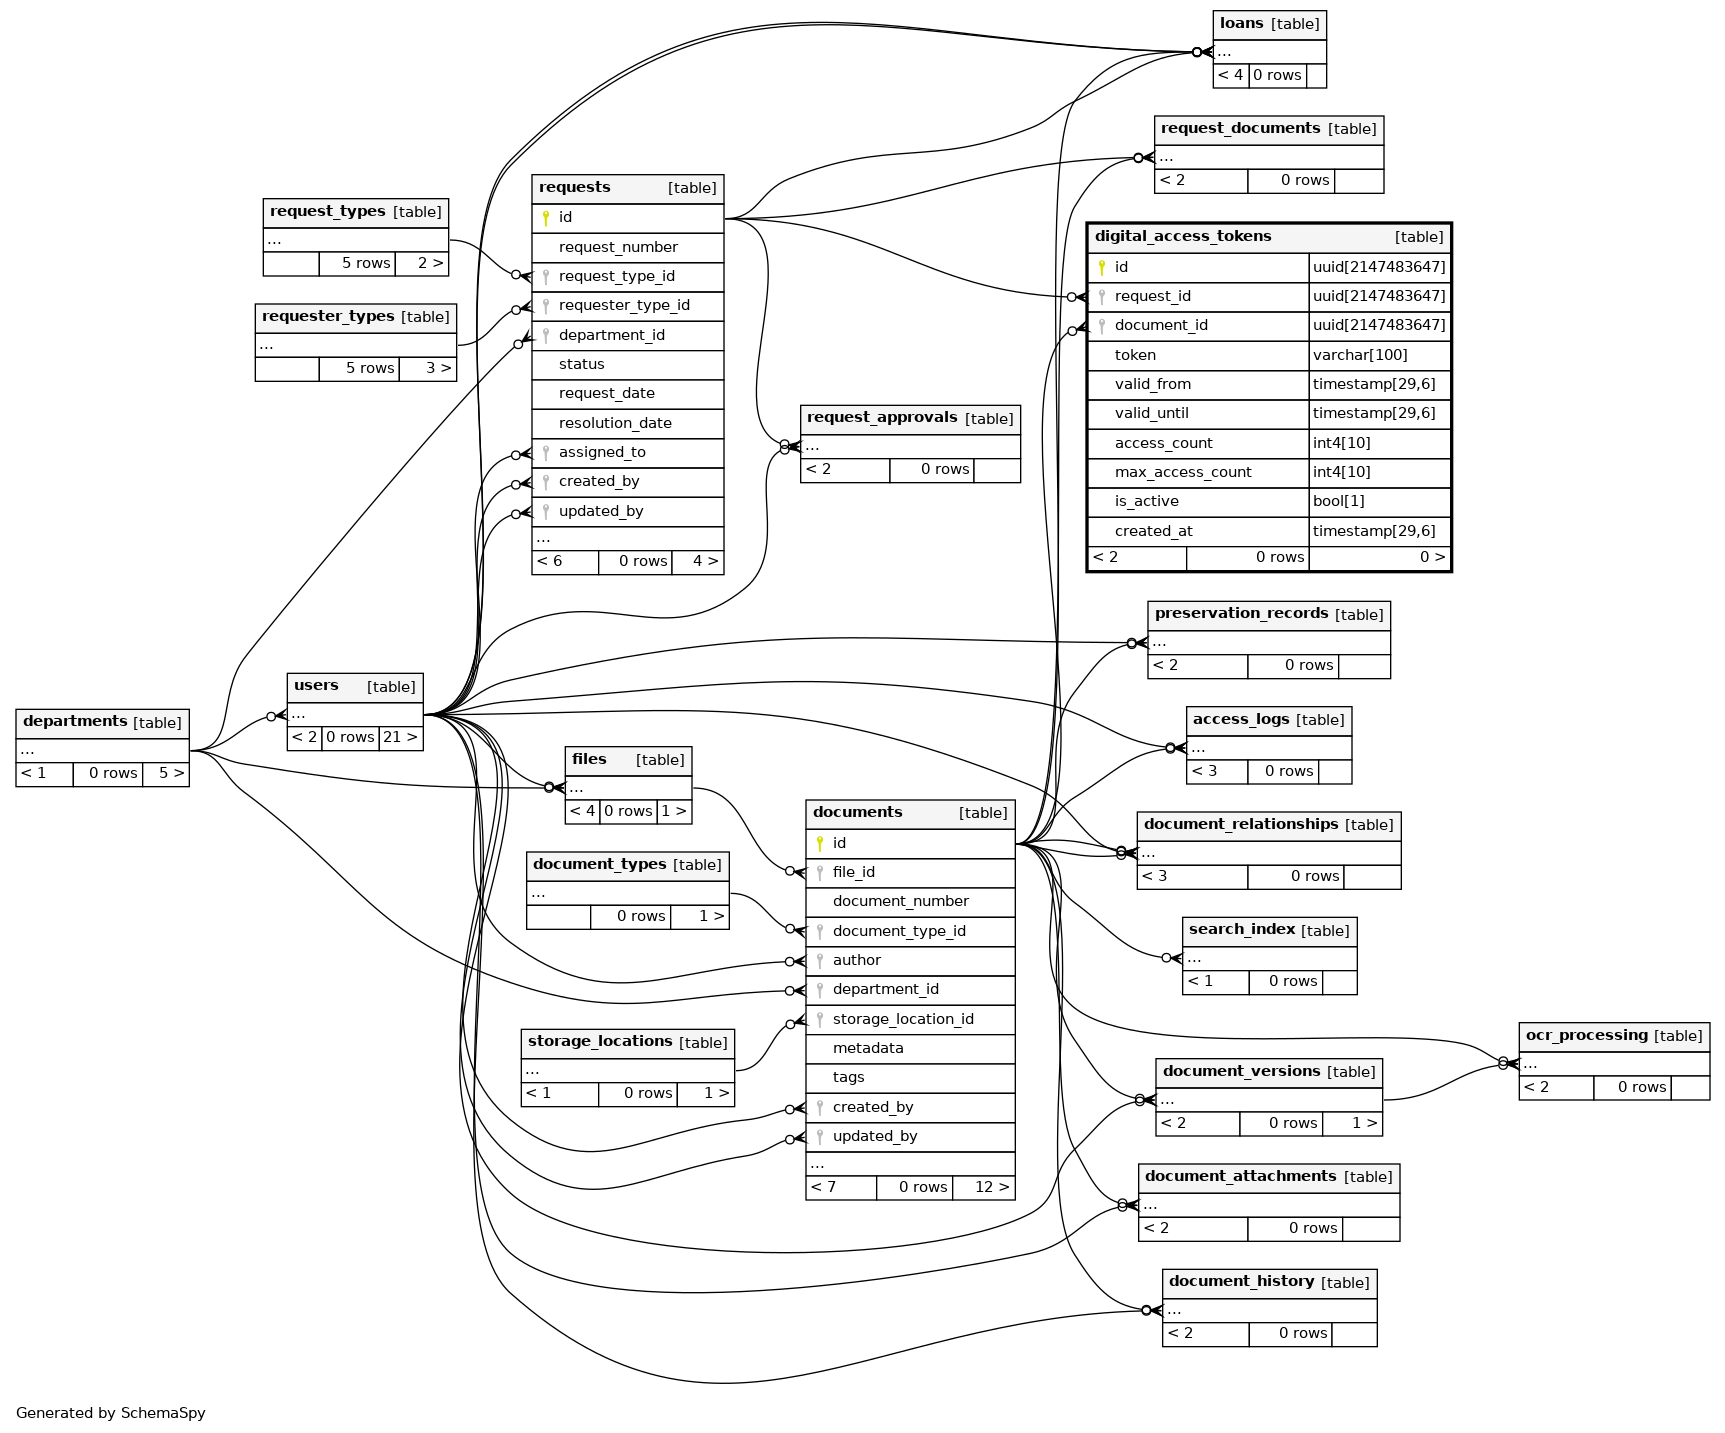 loans [table]
...
< 4 0 rows
request_documents [table]
...
< 2 0 rows
requests [table]
id
request_number
request_type_id
requester_type_id
department_id
status
request_date
resolution_date
assigned_to
created_by
updated_by
...
< 6 0 rows 4 >
request_types [table]
...
5 rows 2 >
requester_types [table]
...
5 rows 3 >
digital_access_tokens [table]
id uuid[2147483647]
request_id uuid[2147483647]
document_id uuid[2147483647]
token varchar[100]
valid_from timestamp[29,6]
valid_until timestamp[29,6]
access_count int4[10]
max_access_count int4[10]
is_active bool[1]
created_at timestamp[29,6]
< 2 0 rows 0 >
request_approvals [table]
...
< 2 0 rows
preservation_records [table]
...
< 2 0 rows
users [table]
...
< 2 0 rows 21 >
departments [table]
...
< 1 0 rows 5 >
access_logs [table]
...
< 3 0 rows
files [table]
...
< 4 0 rows 1 >
documents [table]
id
file_id
document_number
document_type_id
author
department_id
storage_location_id
metadata
tags
created_by
updated_by
...
< 7 0 rows 12 >
document_relationships [table]
...
< 3 0 rows
document_types [table]
...
0 rows 1 >
search_index [table]
...
< 1 0 rows
storage_locations [table]
...
< 1 0 rows 1 >
ocr_processing [table]
...
< 2 0 rows
document_versions [table]
...
< 2 0 rows 1 >
document_attachments [table]
...
< 2 0 rows
document_history [table]
...
< 2 0 rows
Generated by SchemaSpy